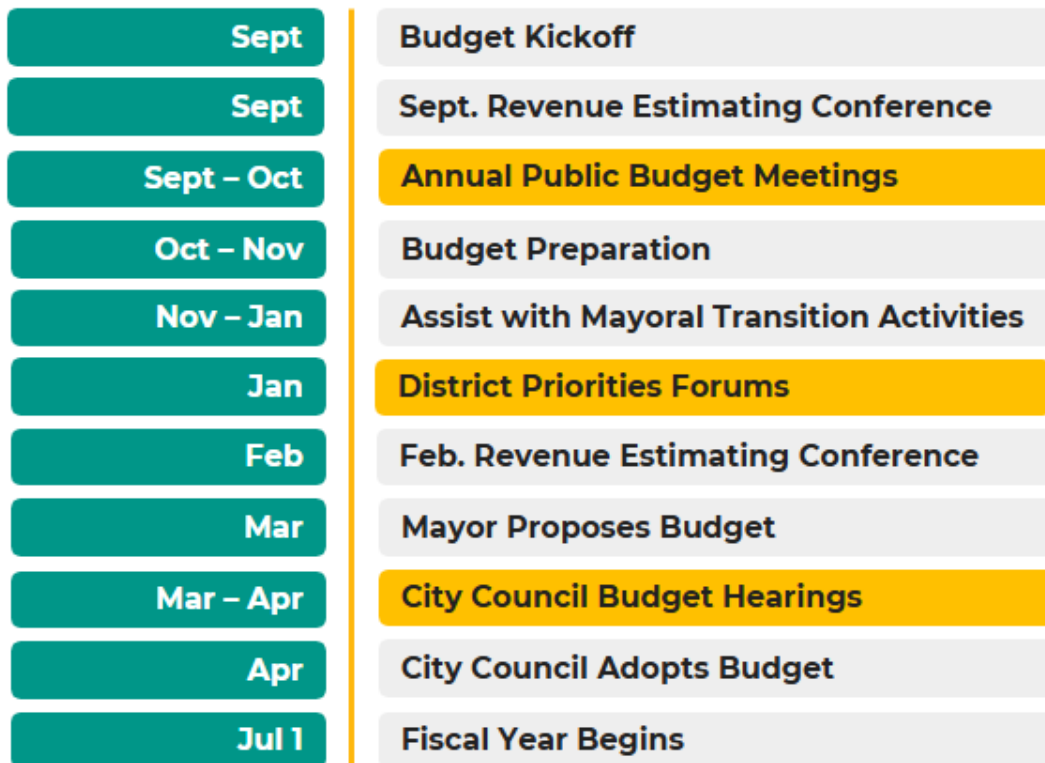 Sept Budget Kickoff
Sept Sept. Revenue Estimating Conference
Sept – Oct Annual Public Budget Meetings
Oct – Nov Budget Preparation
Nov – Jan Assist with Mayoral Transition Activities
Jan District Priorities Forums
Feb Feb. Revenue Estimating Conference
Mar Mayor Proposes Budget
Mar – Apr City Council Budget Hearings
Apr City Council Adopts Budget
Jul 1 Fiscal Year Begins